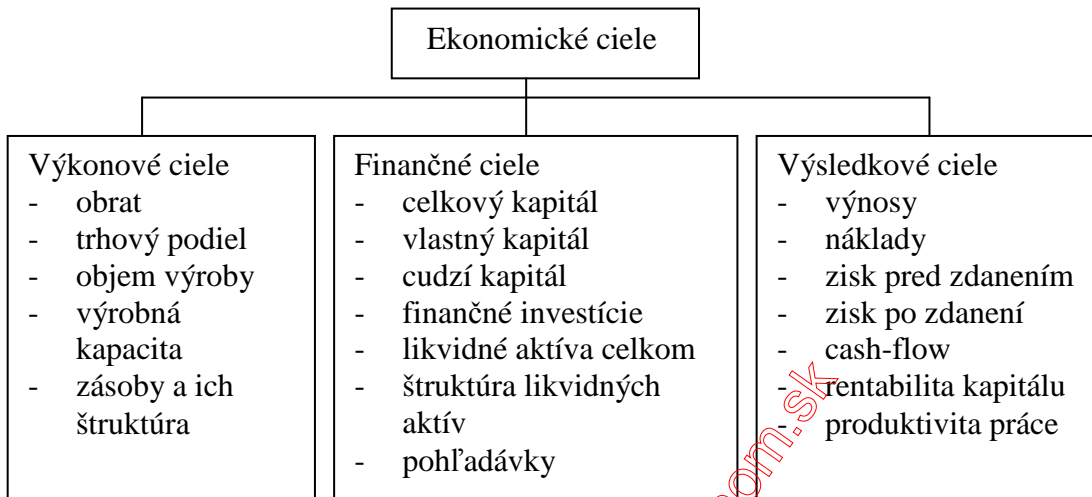 Ekonomické ciele
Výkonové ciele
- obrat
- trhový podiel
- objem výroby
- výrobná
kapacita
- zásoby a ich
štruktúra
Finančné ciele
- celkový kapitál
- vlastný kapitál
- cudzí kapitál
- finančné investície
- likvidné aktíva celkom
- štruktúra likvidných
aktív
- pohľadávky
Výsledkové ciele
- výnosy
- náklady
- zisk pred zdanením
- zisk po zdanení
- cash-flow
- rentabilita kapitálu
- produktivita práce